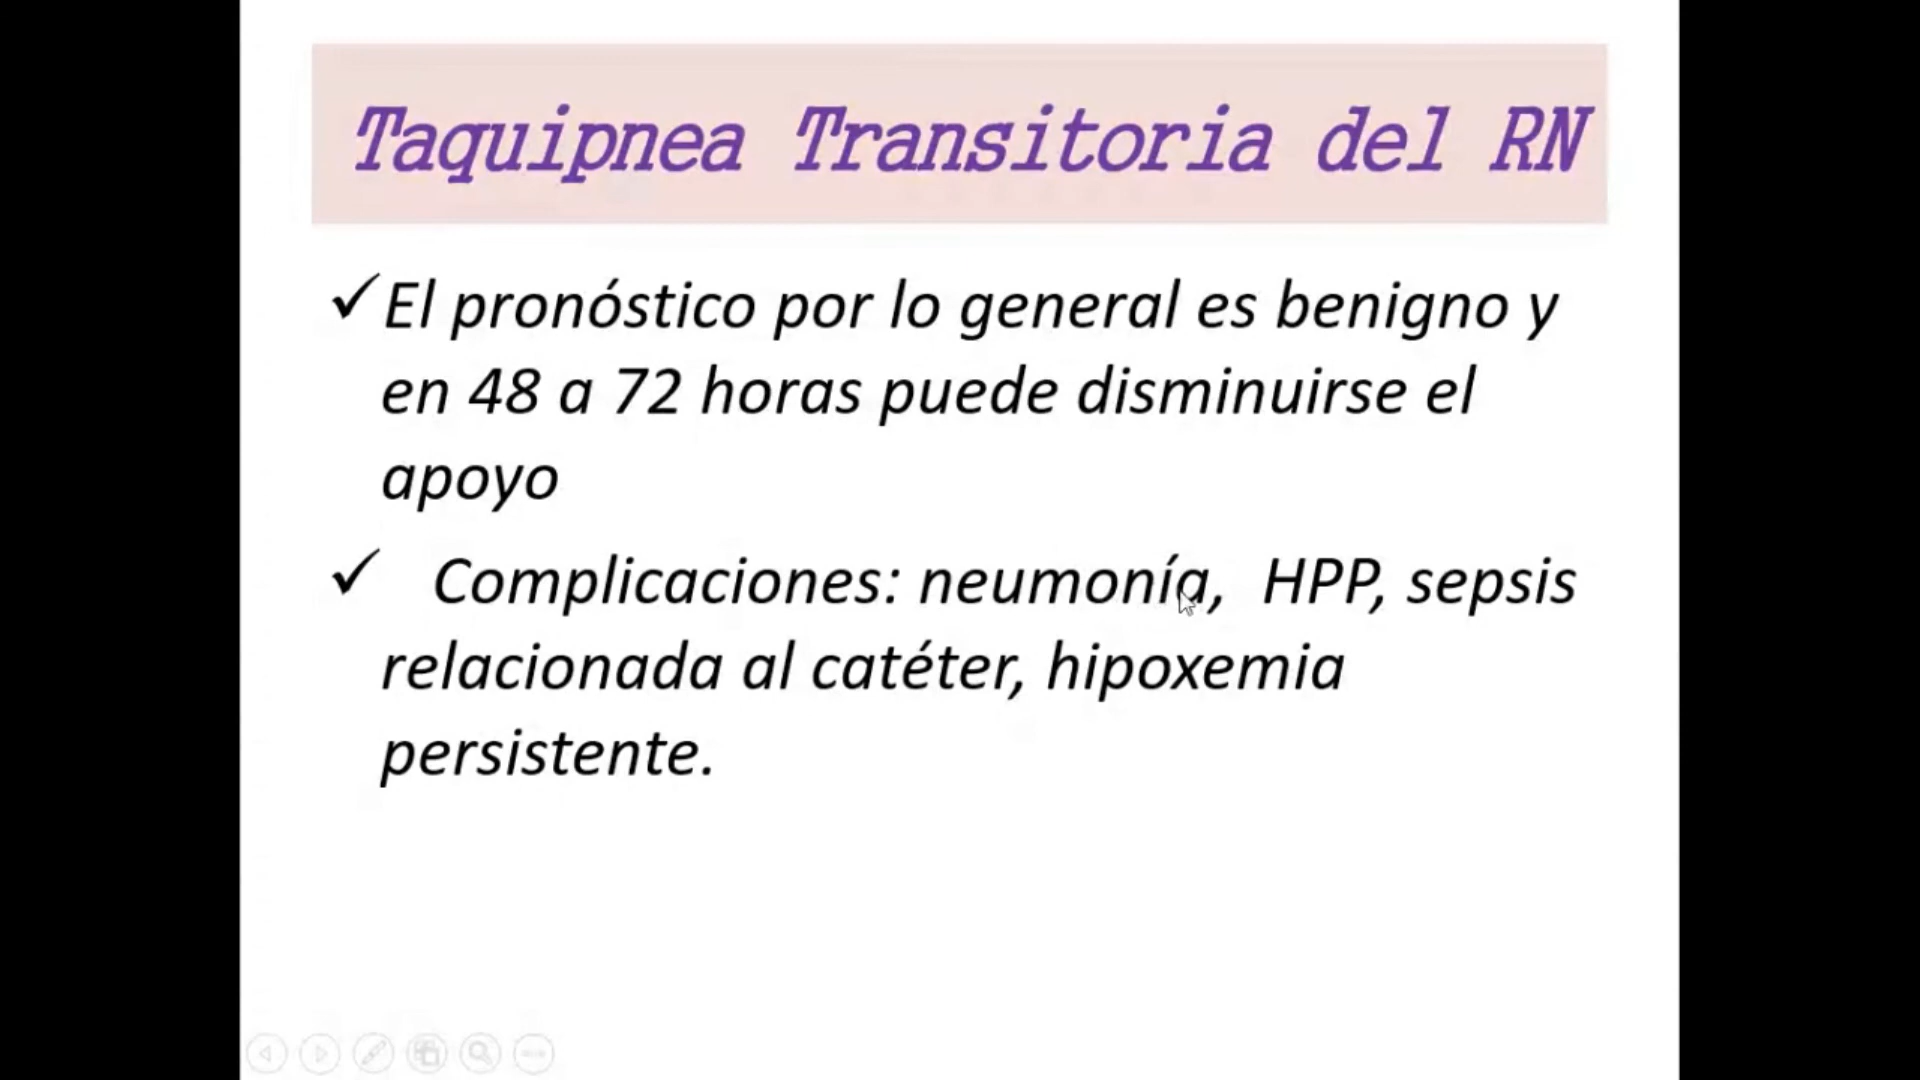 Taquipnea Transitoria del RN
✓El pronóstico por lo general es benigno y
en 48 a 72 horas puede disminuirse el
apoyo
✓ Complicaciones: neumonía, HPP, sepsis
relacionada al catéter, hipoxemia
persistente.